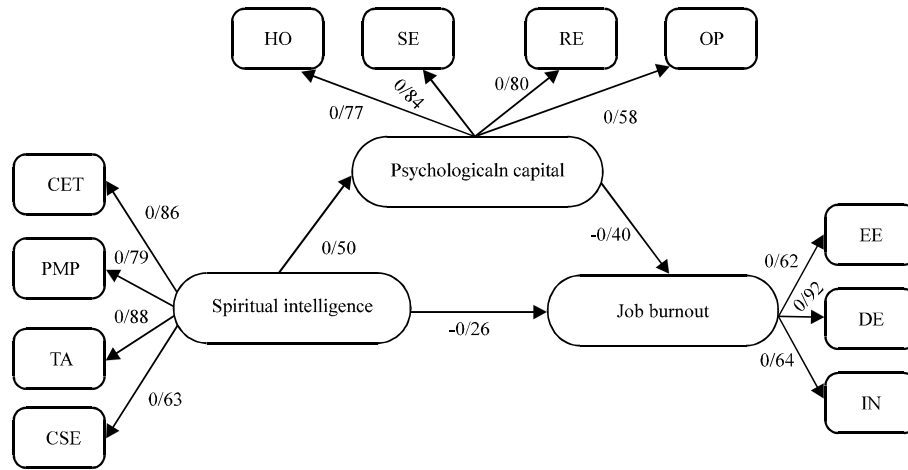 HO
SE
RE
OP
0/77
0/84
0/80
0/58
Psychologicaln capital
CET
0/86
PMP
0/79
0/88
TA
0/63
CSE
0/50
-0/40
Spiritual intelligence
-0/26
Job burnout
EE
0/62
0/92
DE
0/64
IN